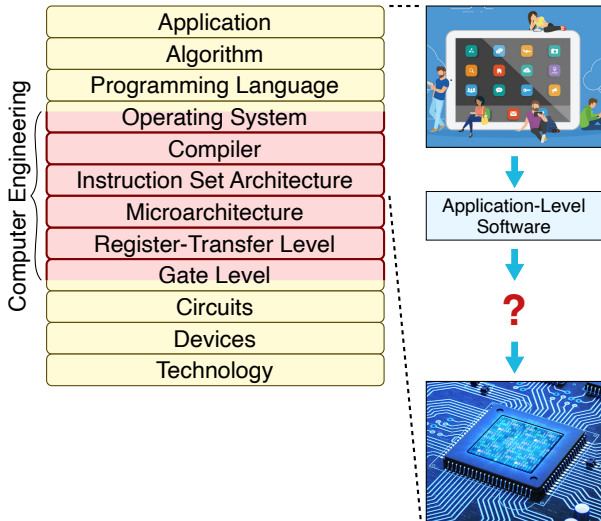 Application
Algorithm
Programming Language
Operating System
Compiler
Instruction Set Architecture
Microarchitecture
Register-Transfer Level
Gate Level
Circuits
Devices
Technology
Computer Engineering
Application-Level
Software
?